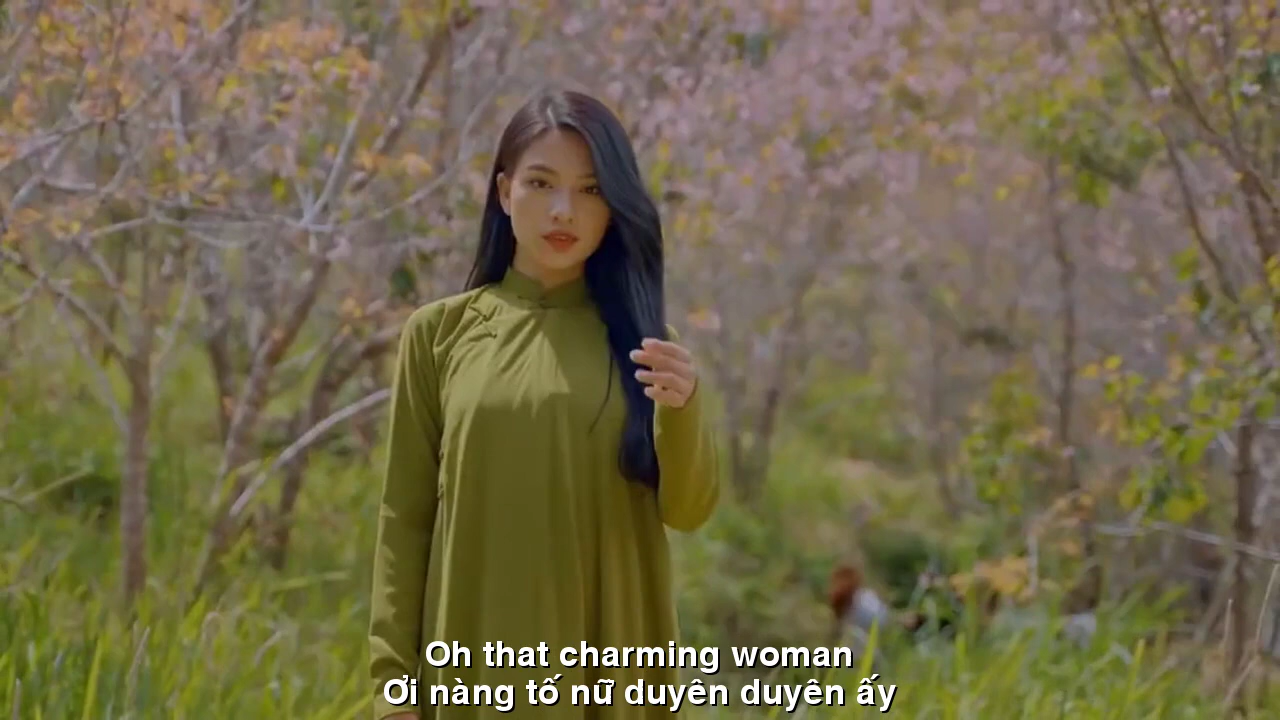 Oh that charming woman
Ơi nàng tố nữ duyên duyên ấy